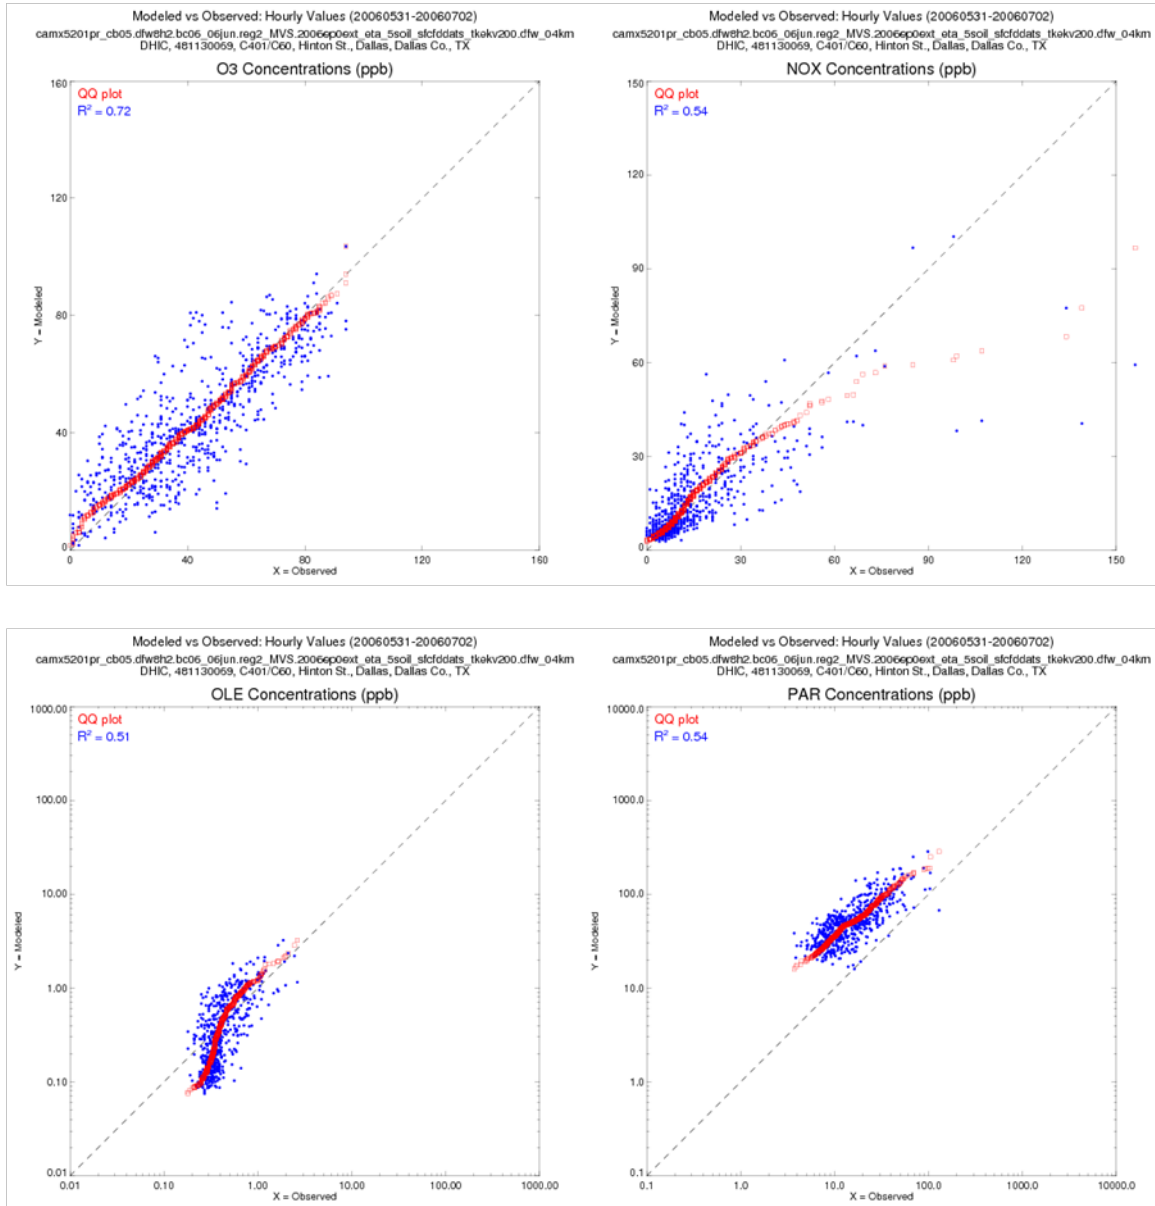 Modeled vs Observed: Hourly Values (20060531-20060702)
camx5201pr_cb05.dfw8h2.bc06_06jun.reg2_MVS.2006ep0ext_eta_5soil_sfcfddats_tkekv200.dfw_04km
DHIC, 481130069, C401/C60, Hinton St., Dallas, Dallas Co., TX
O3 Concentrations (ppb)
QQ plot
R² = 0.72
160
120
80
40
0
Y = Modeled
0 40 80 120 160
X = Observed
Modeled vs Observed: Hourly Values (20060531-20060702)
camx5201pr_cb05.dfw8h2.bc06_06jun.reg2_MVS.2006ep0ext_eta_5soil_sfcfddats_tkekv200.dfw_04km
DHIC, 481130069, C401/C60, Hinton St., Dallas, Dallas Co., TX
NOX Concentrations (ppb)
QQ plot
R² = 0.54
150
120
90
60
30
0
Y = Modeled
0 30 60 90 120 150
X = Observed
Modeled vs Observed: Hourly Values (20060531-20060702)
camx5201pr_cb05.dfw8h2.bc06_06jun.reg2_MVS.2006ep0ext_eta_5soil_sfcfddats_tkekv200.dfw_04km
DHIC, 481130069, C401/C60, Hinton St., Dallas, Dallas Co., TX
OLE Concentrations (ppb)
QQ plot
R² = 0.51
1000.00
100.00
10.00
1.00
0.10
0.01
Y = Modeled
0.01 0.10 1.00 10.00 100.00 1000.00
X = Observed
Modeled vs Observed: Hourly Values (20060531-20060702)
camx5201pr_cb05.dfw8h2.bc06_06jun.reg2_MVS.2006ep0ext_eta_5soil_sfcfddats_tkekv200.dfw_04km
DHIC, 481130069, C401/C60, Hinton St., Dallas, Dallas Co., TX
PAR Concentrations (ppb)
QQ plot
R² = 0.54
10000.0
1000.0
100.0
10.0
1.0
0.1
Y = Modeled
0.1 1.0 10.0 100.0 1000.0 10000.0
X = Observed